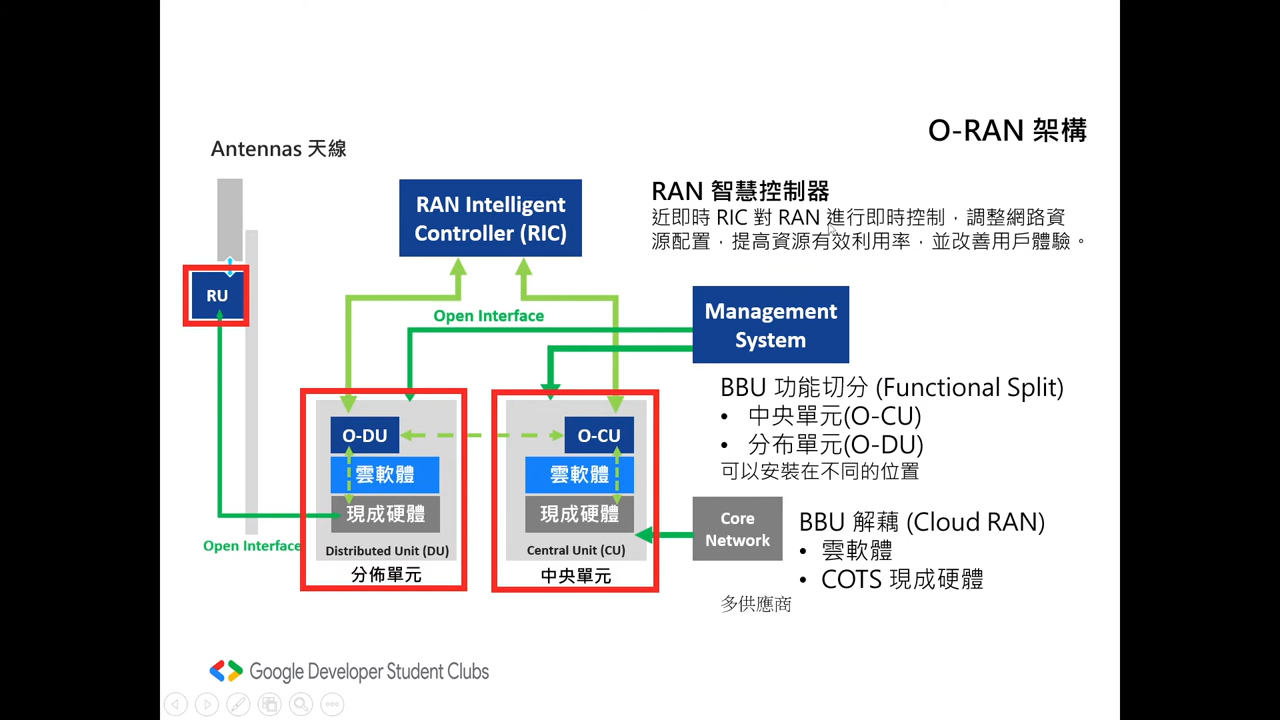 O-RAN 架構
Antennas 天線
RAN Intelligent
Controller (RIC)
RAN 智慧控制器
近即時 RIC 對 RAN 進行即時控制，調整網路資
源配置，提高資源有效利用率，並改善用戶體驗。
RU
Open Interface
Management
System
BBU 功能切分 (Functional Split)
• 中央單元(O-CU)
• 分布單元(O-DU)
可以安裝在不同的位置
O-DU
雲軟體
現成硬體
Distributed Unit (DU)
分佈單元
O-CU
雲軟體
現成硬體
Central Unit (CU)
中央單元
Open Interface
Core
Network
BBU 解藕 (Cloud RAN)
• 雲軟體
• COTS 現成硬體
多供應商
Google Developer Student Clubs